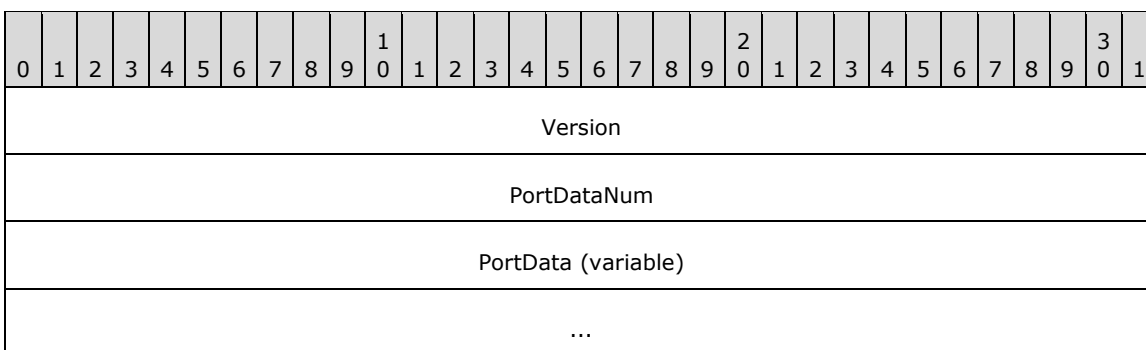 1 2 3
0 1 2 3 4 5 6 7 8 9 0 1 2 3 4 5 6 7 8 9 0 1 2 3 4 5 6 7 8 9 0 1
Version
PortDataNum
PortData (variable)
...